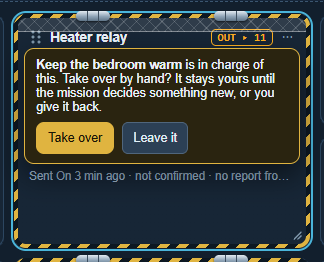 Heater relay
OUT ▸ 11
Keep the bedroom warm is in charge of
this. Take over by hand? It stays yours until
the mission decides something new, or you
give it back.
Take over
Leave it
Sent On 3 min ago · not confirmed · no report fro…